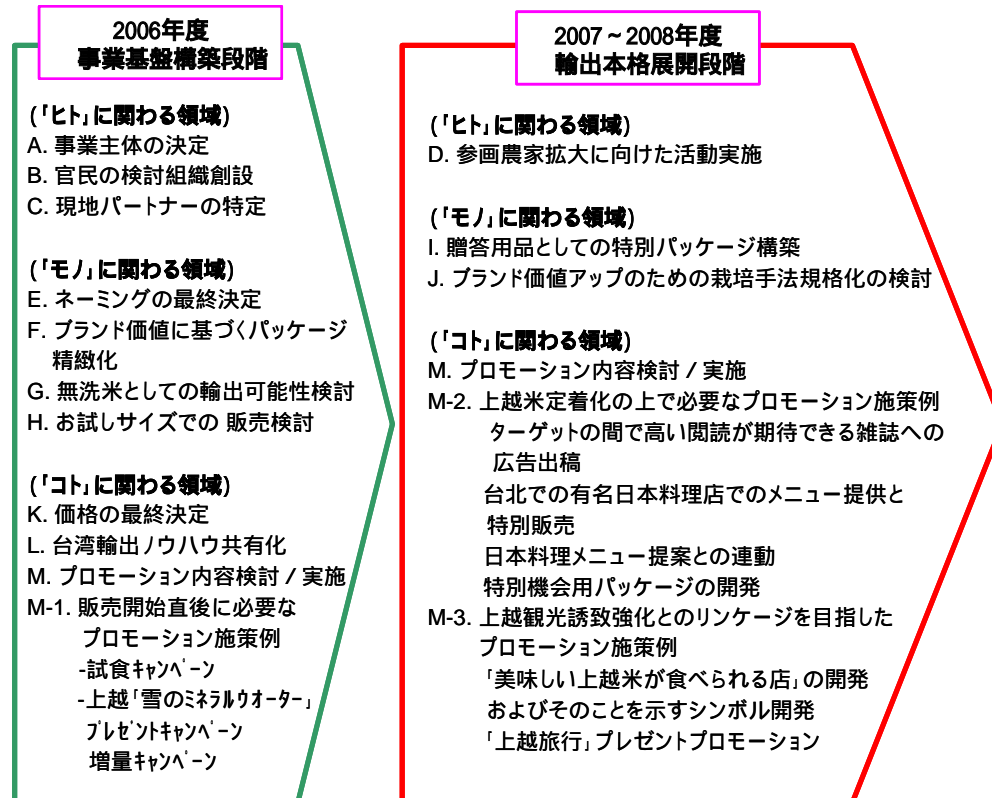 2006年度
事業基盤構築段階
(「ヒト」に関わる領域)
A. 事業主体の決定
B. 官民の検討組織創設
C. 現地パートナーの特定
(「モノ」に関わる領域)
E. ネーミングの最終決定
F. ブランド価値に基づくパッケージ
精緻化
G. 無洗米としての輸出可能性検討
H. お試しサイズでの 販売検討
(「コト」に関わる領域)
K. 価格の最終決定
L. 台湾輸出ノウハウ共有化
M. プロモーション内容検討 / 実施
M-1. 販売開始直後に必要な
プロモーション施策例
-試食キャンペーン
-上越「雪のミネラルウオーター」
プレゼントキャンペーン
増量キャンペーン
2007~2008年度
輸出本格展開段階
(「ヒト」に関わる領域)
D. 参画農家拡大に向けた活動実施
(「モノ」に関わる領域)
I. 贈答用品としての特別パッケージ構築
J. ブランド価値アップのための栽培手法規格化の検討
(「コト」に関わる領域)
M. プロモーション内容検討 / 実施
M-2. 上越米定着化の上で必要なプロモーション施策例
ターゲットの間で高い閲読が期待できる雑誌への
広告出稿
台北での有名日本料理店でのメニュー提供と
特別販売
日本料理メニュー提案との連動
特別機会用パッケージの開発
M-3. 上越観光誘致強化とのリンケージを目指した
プロモーション施策例
「美味しい上越米が食べられる店」の開発
およびそのことを示すシンボル開発
「上越旅行」プレゼントプロモーション